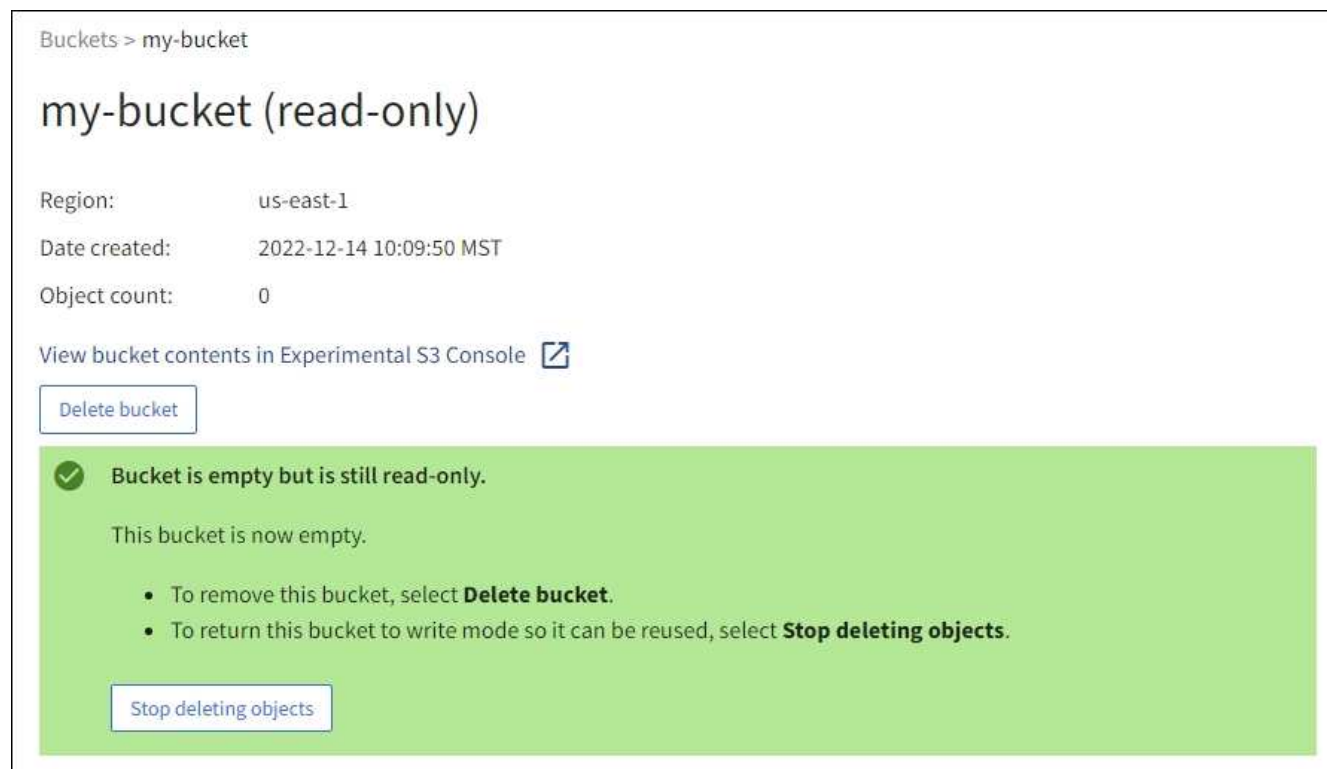 Buckets > my-bucket
my-bucket (read-only)
Region: us-east-1
Date created: 2022-12-14 10:09:50 MST
Object count: 0
View bucket contents in Experimental S3 Console
Delete bucket
Bucket is empty but is still read-only.
This bucket is now empty.
• To remove this bucket, select Delete bucket.
• To return this bucket to write mode so it can be reused, select Stop deleting objects.
Stop deleting objects